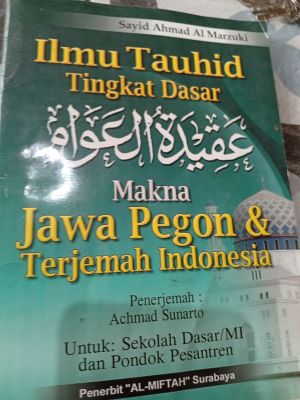 Sayid Ahmad Al Marzuki
Ilmu Tauhid
Tingkat Dasar
عقيدة العوام
Makna
Jawa Pegon &
Terjemah Indonesia
Penerjemah :
Achmad Sunarto
Untuk: Sekolah Dasar/MI
dan Pondok Pesantren
Penerbit "AL-MIFTAH" Surabaya